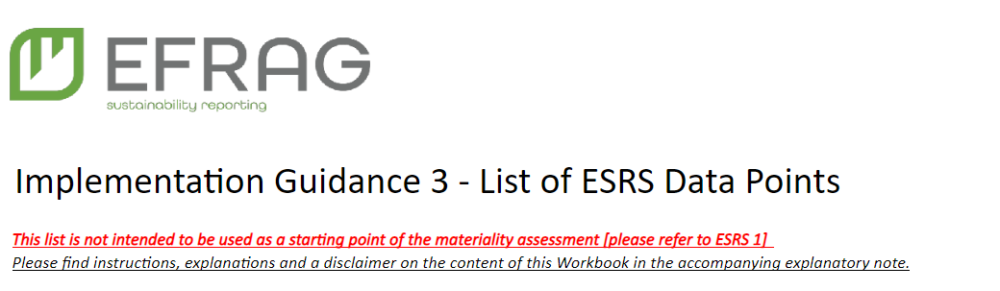 EFRAG
sustainability reporting
Implementation Guidance 3 - List of ESRS Data Points
This list is not intended to be used as a starting point of the materiality assessment [please refer to ESRS 1]
Please find instructions, explanations and a disclaimer on the content of this Workbook in the accompanying explanatory note.